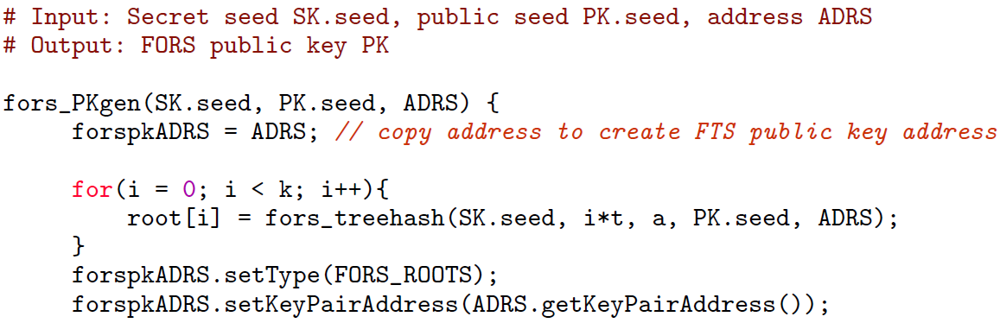 # Input: Secret seed SK.seed, public seed PK.seed, address ADRS
# Output: FORS public key PK
fors_PKgen(SK.seed, PK.seed, ADRS) {
forspkADRS = ADRS; // copy address to create FTS public key address
for(i = 0; i < k; i++){
root[i] = fors_treehash(SK.seed, i*t, a, PK.seed, ADRS);
}
forspkADRS.setType(FORS_ROOTS);
forspkADRS.setKeyPairAddress(ADRS.getKeyPairAddress());